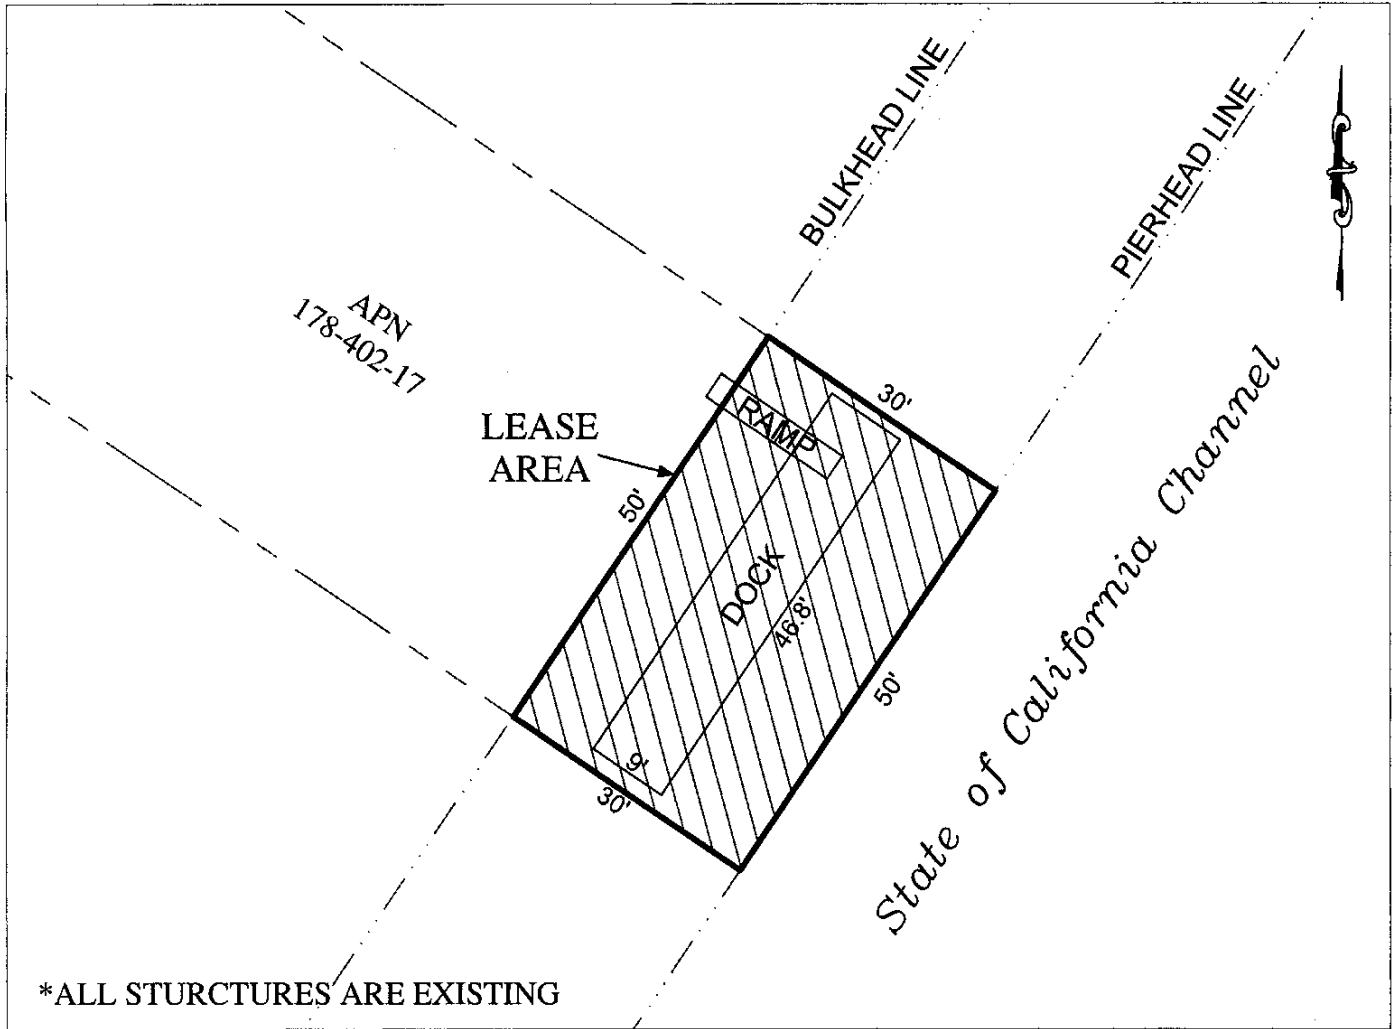 BULKHEAD LINE
PIERHEAD LINE
APN
178-402-17
LEASE
AREA
RAMP
30'
50'
DOCK
46.8'
50'
9'
30'
State of California Channel
*ALL STURCTURES ARE EXISTING